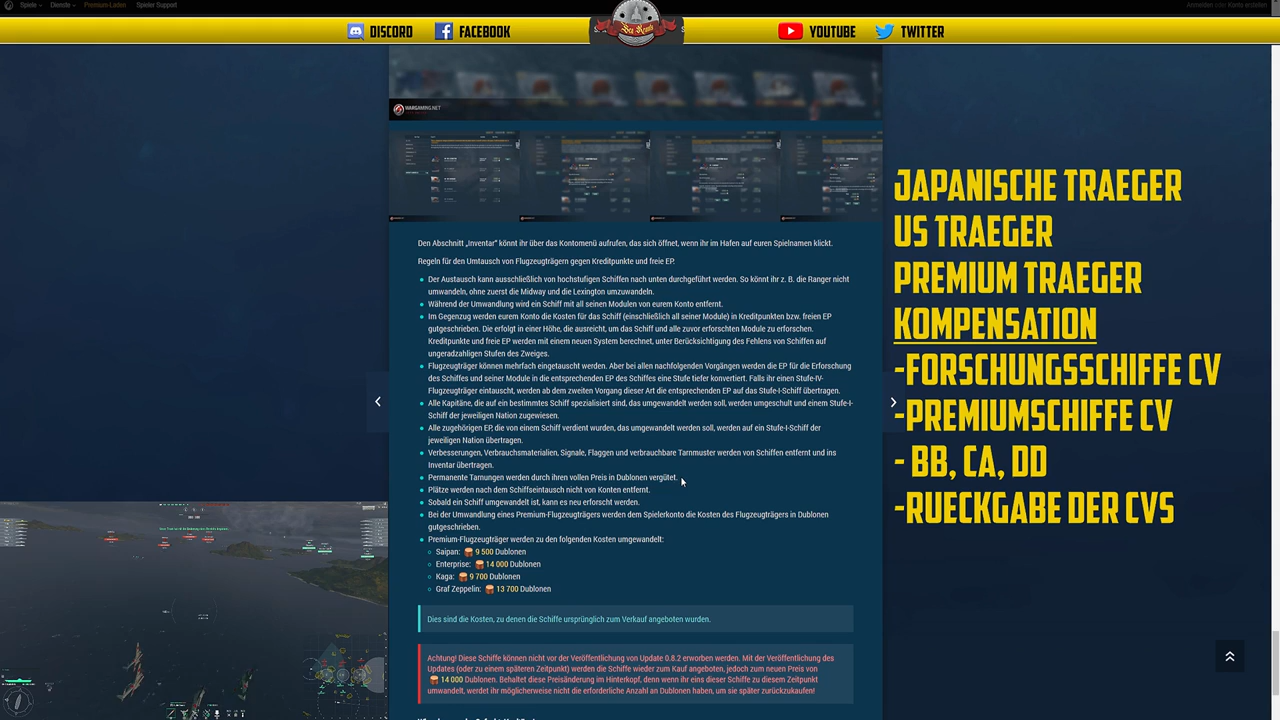 Spiele
Dienste
Premium-Laden
Spieler Support
Anmelden oder Konto erstellen
DISCORD
FACEBOOK
YOUTUBE
TWITTER
WARGAMING.NET
Den Abschnitt „Inventar“ könnt ihr über das Kontomenü aufrufen, das sich öffnet, wenn ihr im Hafen auf euren Spielnamen klickt.
Regeln für den Umtausch von Flugzeugträgern gegen Kreditpunkte und freie EP.
Der Austausch kann ausschließlich von hochstufigen Schiffen nach unten durchgeführt werden. So könnt ihr z. B. die Ranger nicht
umwandeln, ohne zuerst die Midway und die Lexington umzuwandeln.
Während der Umwandlung wird ein Schiff mit all seinen Modulen von eurem Konto entfernt.
Im Gegenzug werden eurem Konto die Kosten für das Schiff (einschließlich all seiner Module) in Kreditpunkten bzw. freien EP
gutgeschrieben. Die erfolgt in einer Höhe, die ausreicht, um das Schiff und alle zuvor erforschten Module zu erforschen.
Kreditpunkte und freie EP werden mit einem neuen System berechnet, unter Berücksichtigung des Fehlens von Schiffen auf
ungeradzahligen Stufen des Zweiges.
Flugzeugträger können mehrfach eingetauscht werden. Aber bei allen nachfolgenden Vorgängen werden die EP für die Erforschung
des Schiffes und seiner Module in die entsprechenden EP des Schiffes eine Stufe tiefer konvertiert. Falls ihr einen Stufe-IV-
Flugzeugträger eintauscht, werden ab dem zweiten Vorgang dieser Art die entsprechenden EP auf das Stufe-I-Schiff übertragen.
Alle Kapitäne, die auf ein bestimmtes Schiff spezialisiert sind, das umgewandelt werden soll, werden umgeschult und einem Stufe-I-
Schiff der jeweiligen Nation zugewiesen.
Alle zugehörigen EP, die von einem Schiff verdient wurden, das umgewandelt werden soll, werden auf ein Stufe-I-Schiff der
jeweiligen Nation übertragen.
Verbesserungen, Verbrauchsmaterialien, Signale, Flaggen und verbrauchbare Tarnmuster werden von Schiffen entfernt und ins
Inventar übertragen.
Permanente Tarnungen werden durch ihren vollen Preis in Dublonen vergütet.
Plätze werden nach dem Schiffseintausch nicht von Konten entfernt.
Sobald ein Schiff umgewandelt ist, kann es neu erforscht werden.
Bei der Umwandlung eines Premium-Flugzeugträgers werden dem Spielerkonto die Kosten des Flugzeugträgers in Dublonen
gutgeschrieben.
Premium-Flugzeugträger werden zu den folgenden Kosten umgewandelt:
Saipan: 9 500 Dublonen
Enterprise: 14 000 Dublonen
Kaga: 9 700 Dublonen
Graf Zeppelin: 13 700 Dublonen
Dies sind die Kosten, zu denen die Schiffe ursprünglich zum Verkauf angeboten wurden.
Achtung! Diese Schiffe können nicht vor der Veröffentlichung von Update 0.8.2 erworben werden. Mit der Veröffentlichung des
Updates (oder zu einem späteren Zeitpunkt) werden die Schiffe wieder zum Kauf angeboten, jedoch zum neuen Preis von
14 000 Dublonen. Behaltet diese Preisänderung im Hinterkopf, denn wenn ihr eins dieser Schiffe zu diesem Zeitpunkt
umwandelt, werdet ihr möglicherweise nicht die erforderliche Anzahl an Dublonen haben, um sie später zurückzukaufen!
JAPANISCHE TRAEGER
US TRAEGER
PREMIUM TRAEGER
KOMPENSATION
-FORSCHUNGSSCHIFFE CV
-PREMIUMSCHIFFE CV
- BB, CA, DD
-RUECKGABE DER CVS